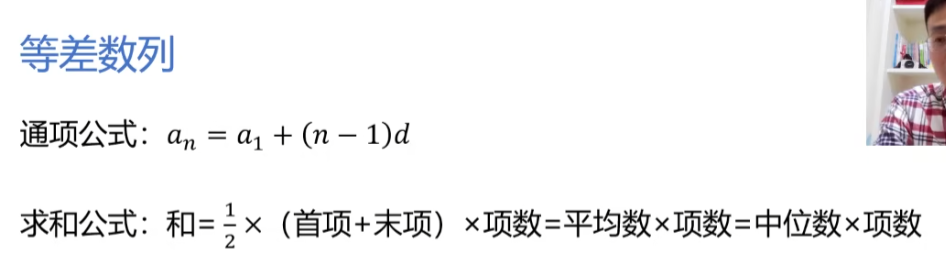 等差数列
通项公式：$a_n = a_1 + (n-1)d$
求和公式：和=$\frac{1}{2}$×（首项+末项）×项数=平均数×项数=中位数×项数